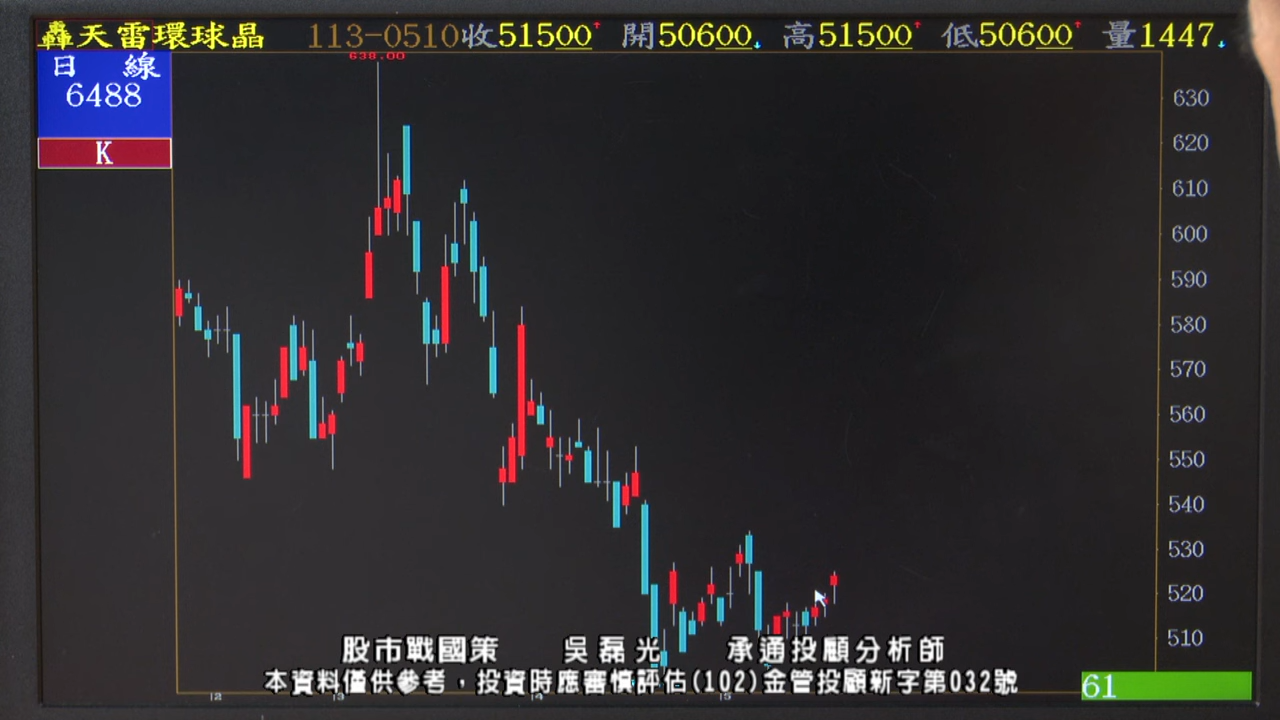 轟天雷環球晶 113-0510收51500↑ 開50600↓ 高51500↑ 低50600↑ 量1447↓
日 線
6488
K
638.00
630
620
610
600
590
580
570
560
550
540
530
520
510
股市戰國策 吳磊光 承通投顧分析師
本資料僅供參考，投資時應審慎評估(102)金管投顧新字第032號
61
2 3 4 5